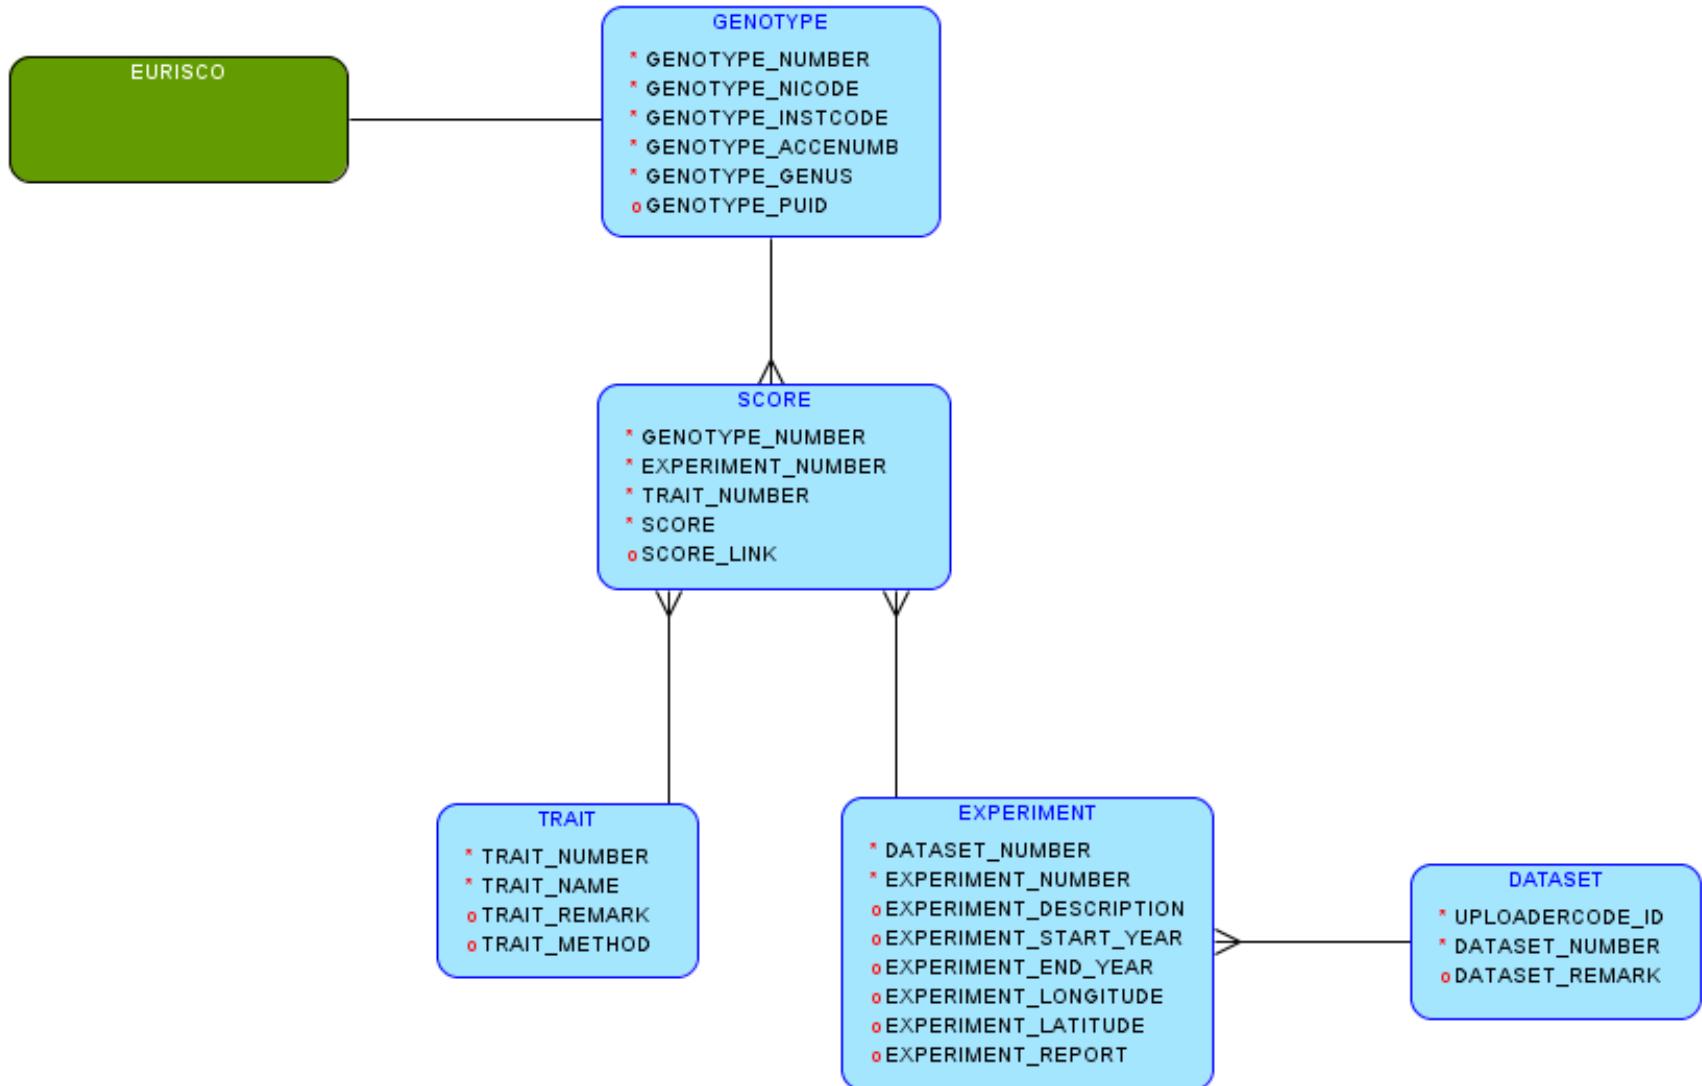 EURISCO
GENOTYPE
* GENOTYPE_NUMBER
* GENOTYPE_NICODE
* GENOTYPE_INSTCODE
* GENOTYPE_ACCENUMB
* GENOTYPE_GENUS
o GENOTYPE_PUID
SCORE
* GENOTYPE_NUMBER
* EXPERIMENT_NUMBER
* TRAIT_NUMBER
* SCORE
o SCORE_LINK
TRAIT
* TRAIT_NUMBER
* TRAIT_NAME
o TRAIT_REMARK
o TRAIT_METHOD
EXPERIMENT
* DATASET_NUMBER
* EXPERIMENT_NUMBER
o EXPERIMENT_DESCRIPTION
o EXPERIMENT_START_YEAR
o EXPERIMENT_END_YEAR
o EXPERIMENT_LONGITUDE
o EXPERIMENT_LATITUDE
o EXPERIMENT_REPORT
DATASET
* UPLOADERCODE_ID
* DATASET_NUMBER
o DATASET_REMARK